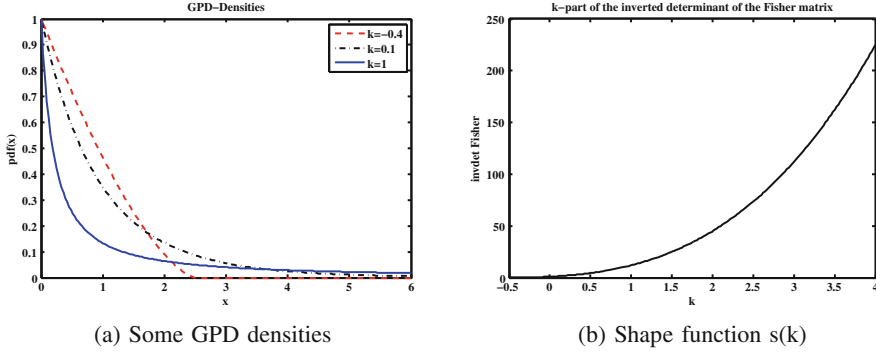 GPD-Densities
k=-0.4
k=0.1
k=1
1
0.9
0.8
0.7
0.6
0.5
0.4
0.3
0.2
0.1
0
pdf(x)
0 1 2 3 4 5 6
x
(a) Some GPD densities
k-part of the inverted determinant of the Fisher matrix
250
200
150
100
50
0
invdet Fisher
-0.5 0 0.5 1 1.5 2 2.5 3 3.5 4
k
(b) Shape function s(k)